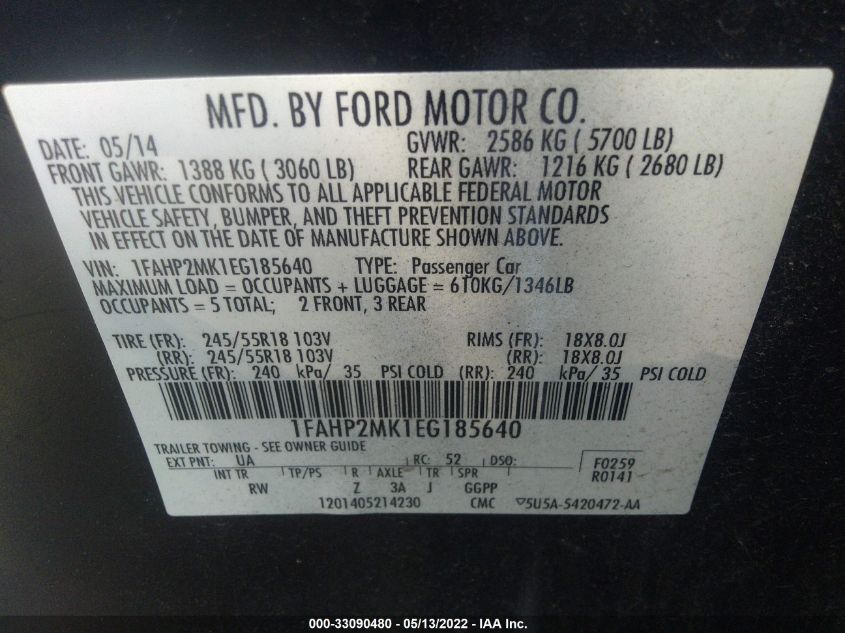 MFD. BY FORD MOTOR CO.
DATE: 05/14 GVWR: 2586 KG ( 5700 LB)
FRONT GAWR: 1388 KG ( 3060 LB) REAR GAWR: 1216 KG ( 2680 LB)
THIS VEHICLE CONFORMS TO ALL APPLICABLE FEDERAL MOTOR
VEHICLE SAFETY, BUMPER, AND THEFT PREVENTION STANDARDS
IN EFFECT ON THE DATE OF MANUFACTURE SHOWN ABOVE.
VIN: 1FAHP2MK1EG185640 TYPE: Passenger Car
MAXIMUM LOAD = OCCUPANTS + LUGGAGE = 610KG/1346LB
OCCUPANTS = 5 TOTAL; 2 FRONT, 3 REAR
TIRE (FR): 245/55R18 103V RIMS (FR): 18X8.0J
(RR): 245/55R18 103V (RR): 18X8.0J
PRESSURE (FR): 240 kPa/ 35 PSI COLD (RR): 240 kPa/ 35 PSI COLD
1FAHP2MK1EG185640
TRAILER TOWING - SEE OWNER GUIDE
EXT PNT: UA RC: 52 DSO: F0259
INT TR TP/PS R AXLE TR SPR R0141
RW Z 3A J GGPP
1201405214230 CMC ▽5U5A-5420472-AA
000-33090480 - 05/13/2022 - IAA Inc.